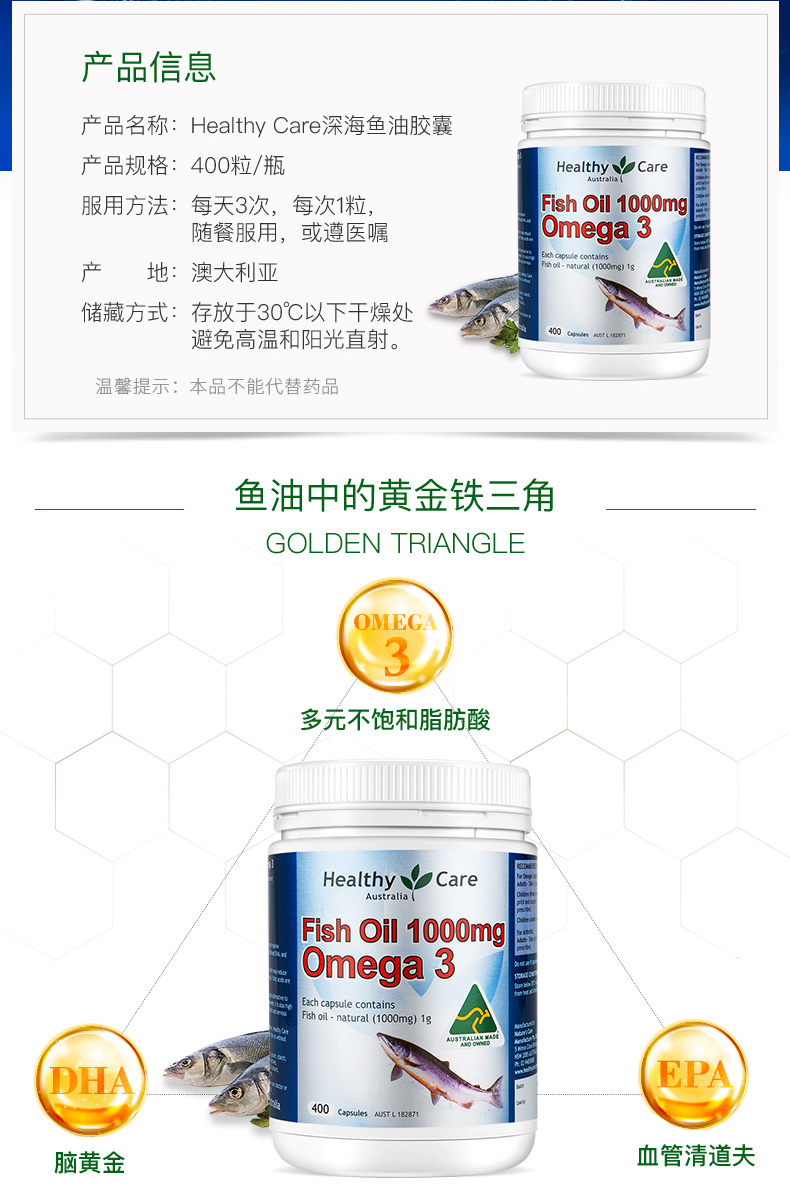 产品信息
产品名称：Healthy Care深海鱼油胶囊
产品规格：400粒/瓶
服用方法：每天3次，每次1粒，
随餐服用，或遵医嘱
产 地：澳大利亚
储藏方式：存放于30℃以下干燥处
避免高温和阳光直射。
温馨提示：本品不能代替药品
Healthy Care
Australia
Fish Oil 1000mg
Omega 3
Each capsule contains
Fish oil - natural (1000mg) 1g
AUSTRALIAN MADE
AND OWNED
400 Capsules AUST L 182871
鱼油中的黄金铁三角
GOLDEN TRIANGLE
OMEGA
3
多元不饱和脂肪酸
Healthy Care
Australia
Fish Oil 1000mg
Omega 3
Each capsule contains
Fish oil - natural (1000mg) 1g
AUSTRALIAN MADE
AND OWNED
400 Capsules AUST L 182871
DHA
脑黄金
EPA
血管清道夫